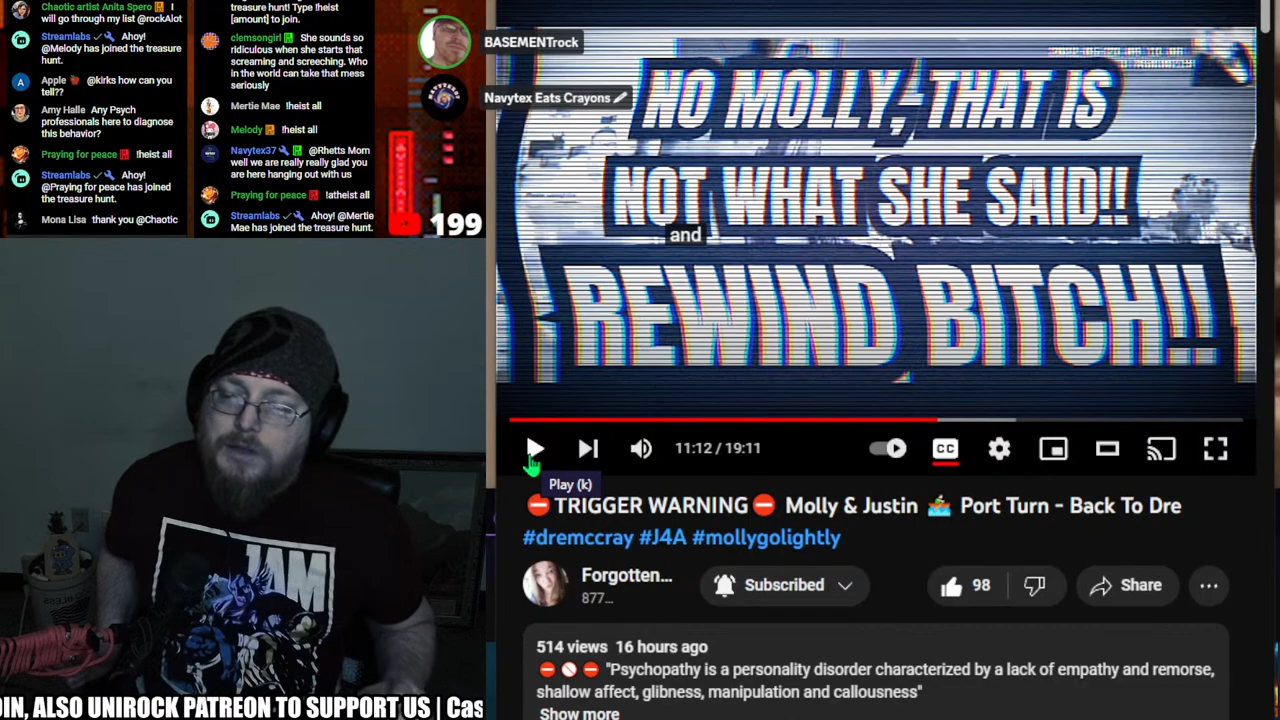 Chaotic artist Anita Spero I
will go through my list @rockAlot
Streamlabs Ahoy!
@Melody has joined the treasure
hunt.
Apple @kirks how can you
tell??
Amy Halle Any Psych
professionals here to diagnose
this behavior?
Praying for peace !heist all
Streamlabs Ahoy!
@Praying for peace has joined
the treasure hunt.
Mona Lisa thank you @Chaotic
treasure hunt! Type !heist
[amount] to join.
clemsongirl She sounds so
ridiculous when she starts that
screaming and screeching. Who
in the world can take that mess
seriously
Mertie Mae !heist all
Melody !heist all
Navytex37 @Rhetts Mom
well we are really really glad you
are here hanging out with us
Praying for peace !atheist all
Streamlabs Ahoy! @Mertie
Mae has joined the treasure hunt.
199
BASEMENTrock
Navytex Eats Crayons
NO MOLLY, THAT IS
NOT WHAT SHE SAID!!
and
REWIND BITCH!!
11:12 / 19:11
CC
Play (k)
TRIGGER WARNING Molly & Justin Port Turn - Back To Dre
#dremccray #J4A #mollygolightly
Forgotten...
877...
Subscribed
98
Share
514 views 16 hours ago
"Psychopathy is a personality disorder characterized by a lack of empathy and remorse,
shallow affect, glibness, manipulation and callousness"
Show more
JAM
OIN, ALSO UNIROCK PATREON TO SUPPORT US | Cas